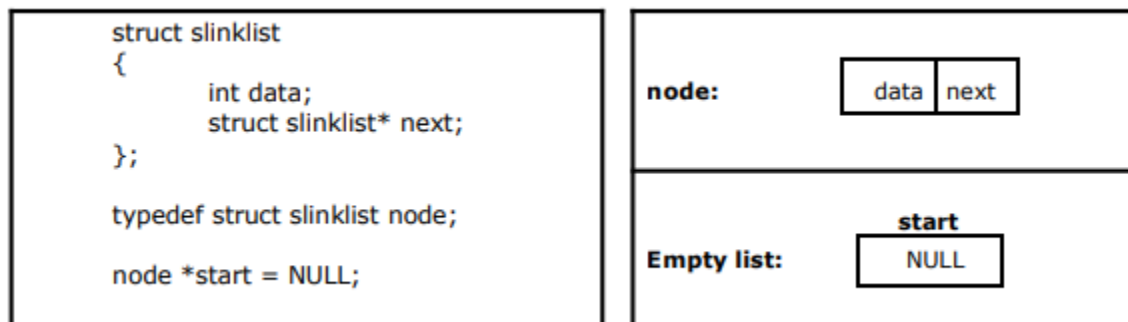 struct slinklist
{
int data;
struct slinklist* next;
};
typedef struct slinklist node;
node *start = NULL;
node:
data next
start
Empty list:
NULL